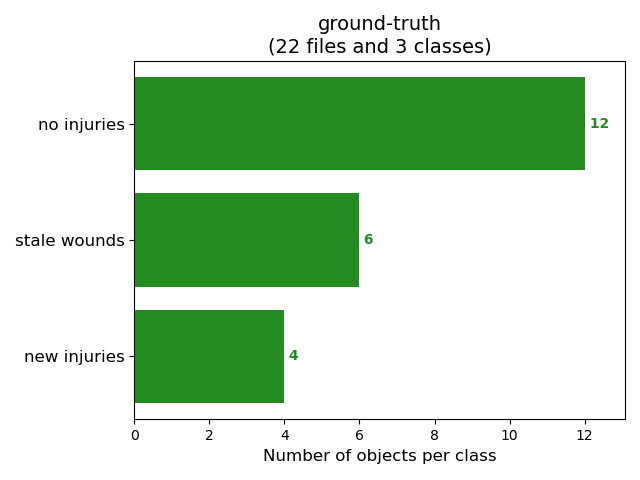 ground-truth
(22 files and 3 classes)
no injuries
12
stale wounds
6
new injuries
4
0 2 4 6 8 10 12
Number of objects per class